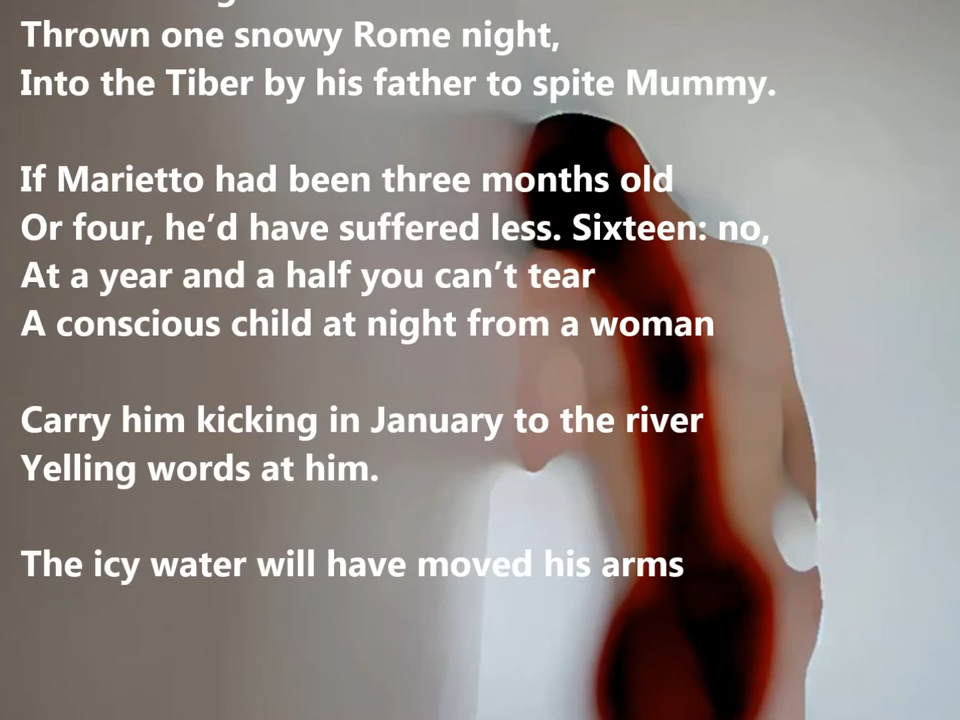 Thrown one snowy Rome night,
Into the Tiber by his father to spite Mummy.
If Marietto had been three months old
Or four, he’d have suffered less. Sixteen: no,
At a year and a half you can’t tear
A conscious child at night from a woman
Carry him kicking in January to the river
Yelling words at him.
The icy water will have moved his arms